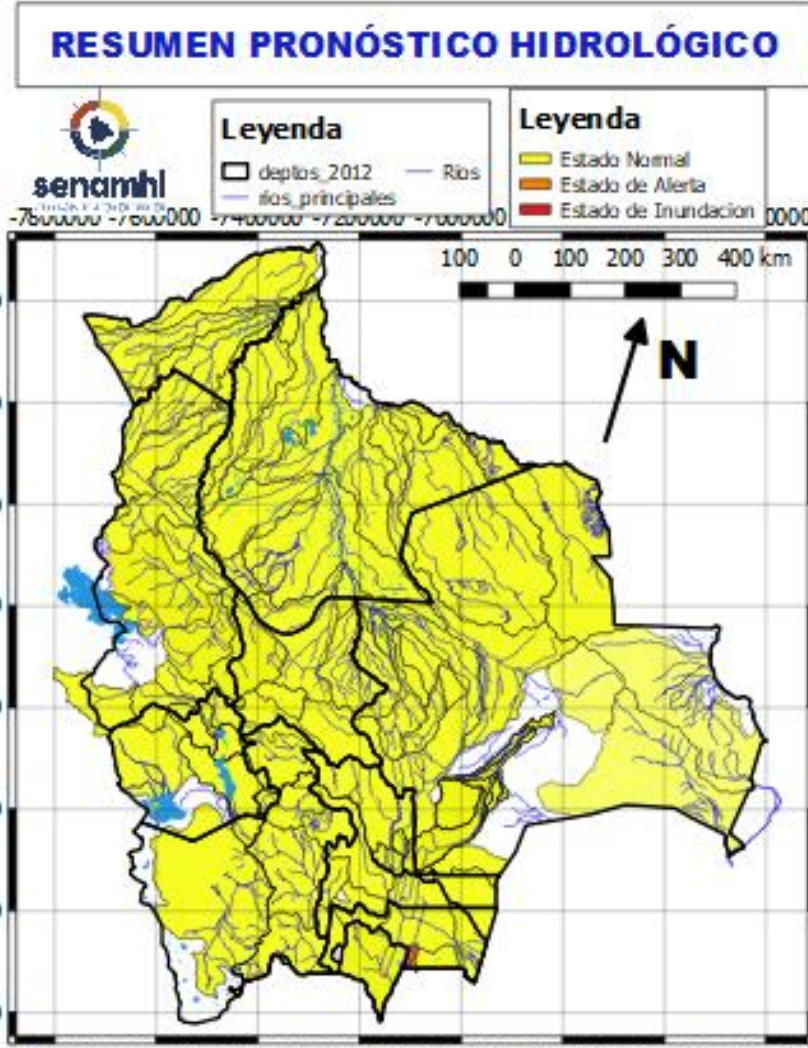 RESUMEN PRONÓSTICO HIDROLÓGICO
senamhi
Leyenda
deptos_2012
Rios
rios_principales
Leyenda
Estado Normal
Estado de Alerta
Estado de Inundacion
-7800000 -7600000 -7400000 -7200000 -7000000
100 0 100 200 300 400 km
N